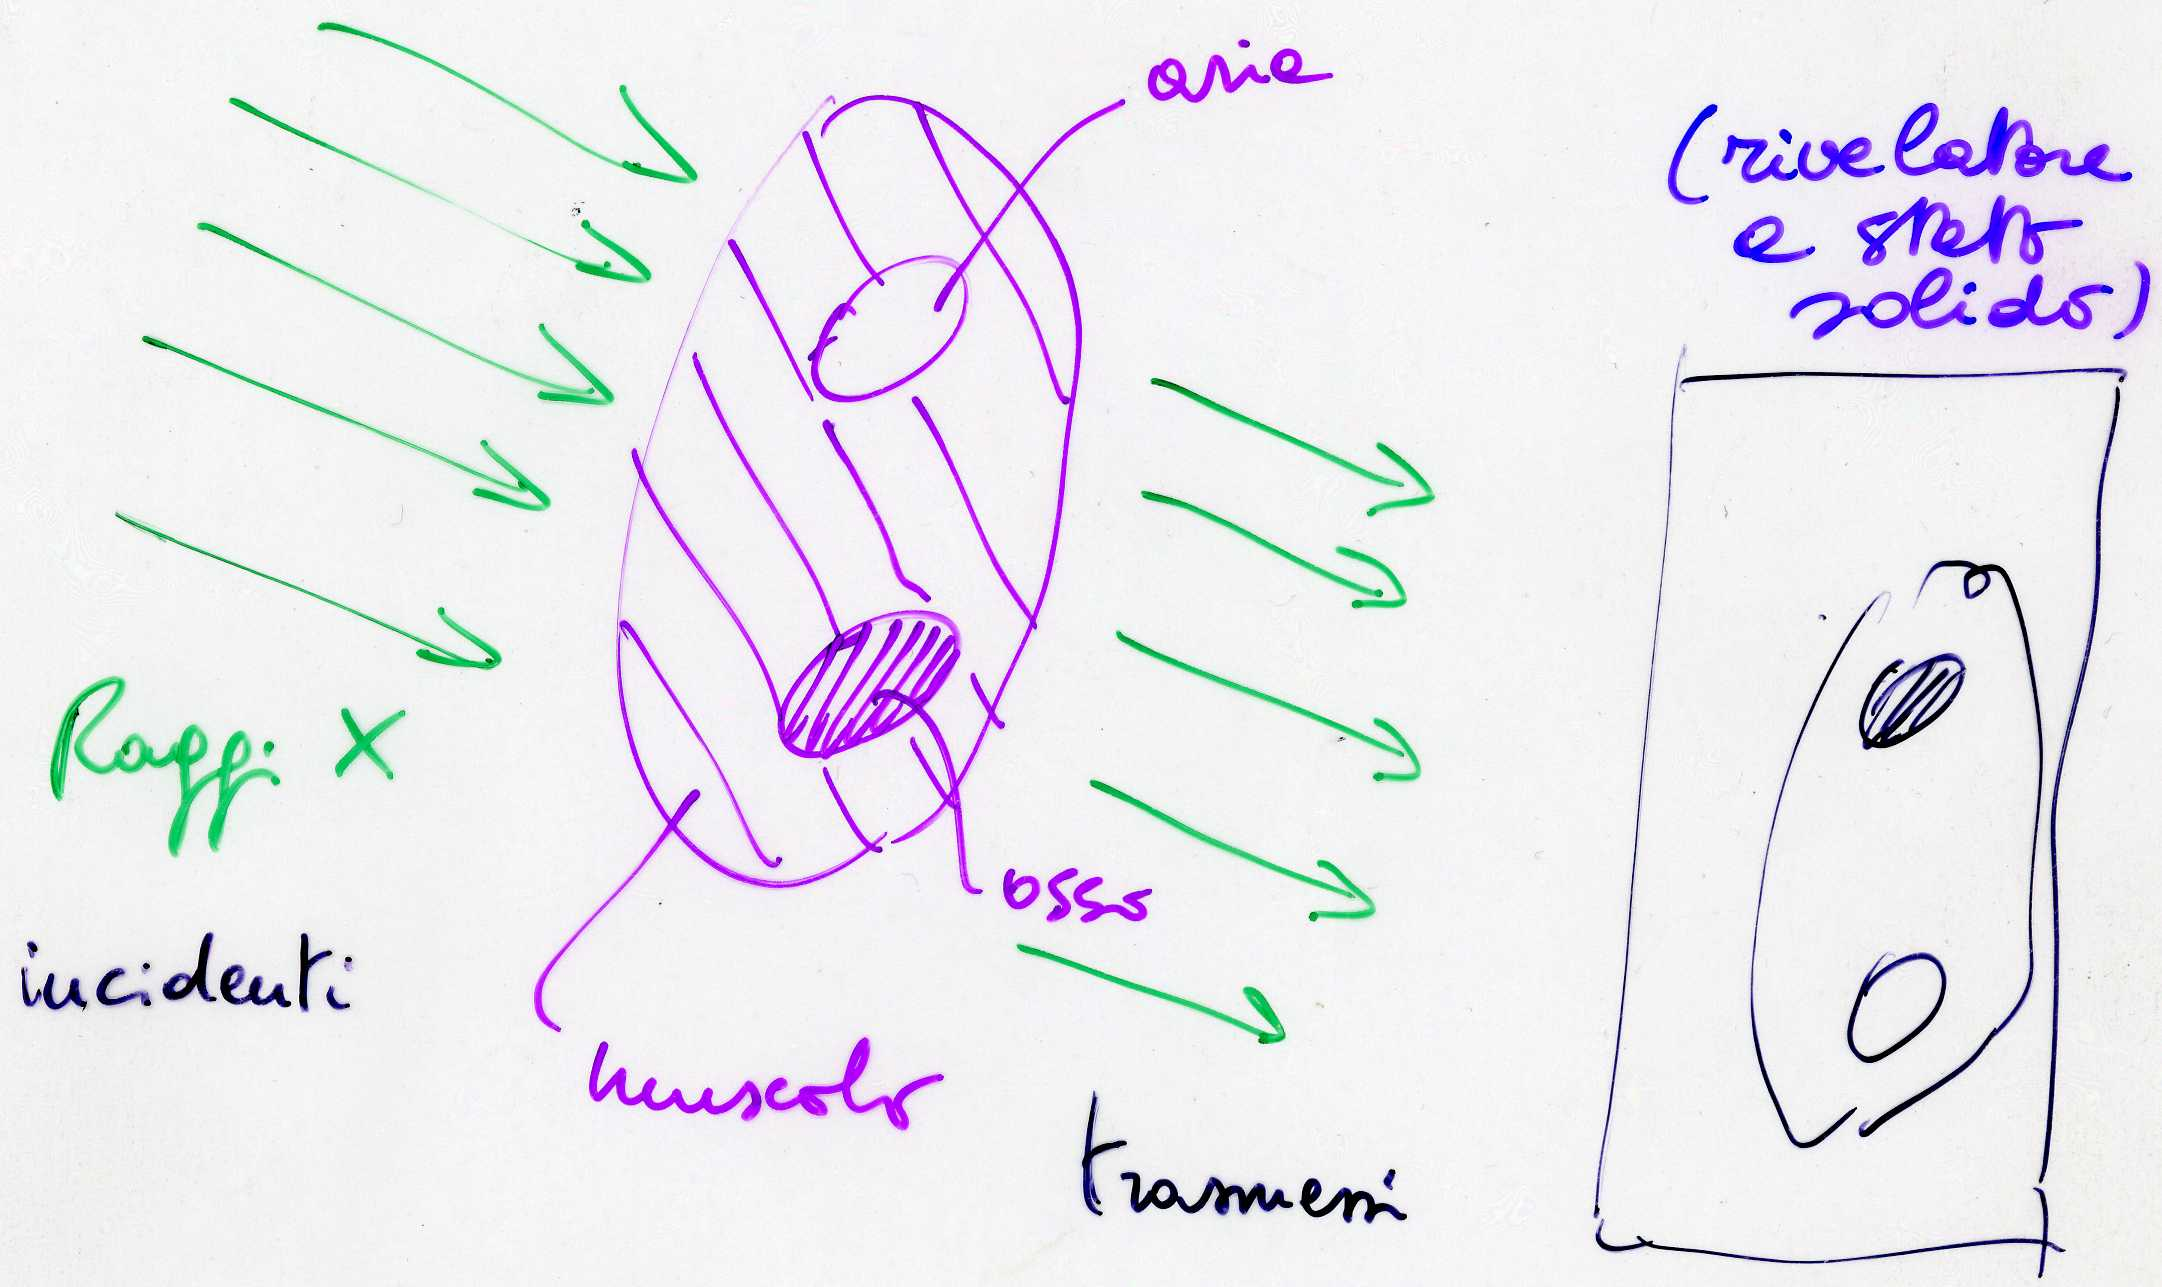 aria
(rivelatore
a stato
solido)
Raggi X
incidenti
osso
muscolo
trasmessi